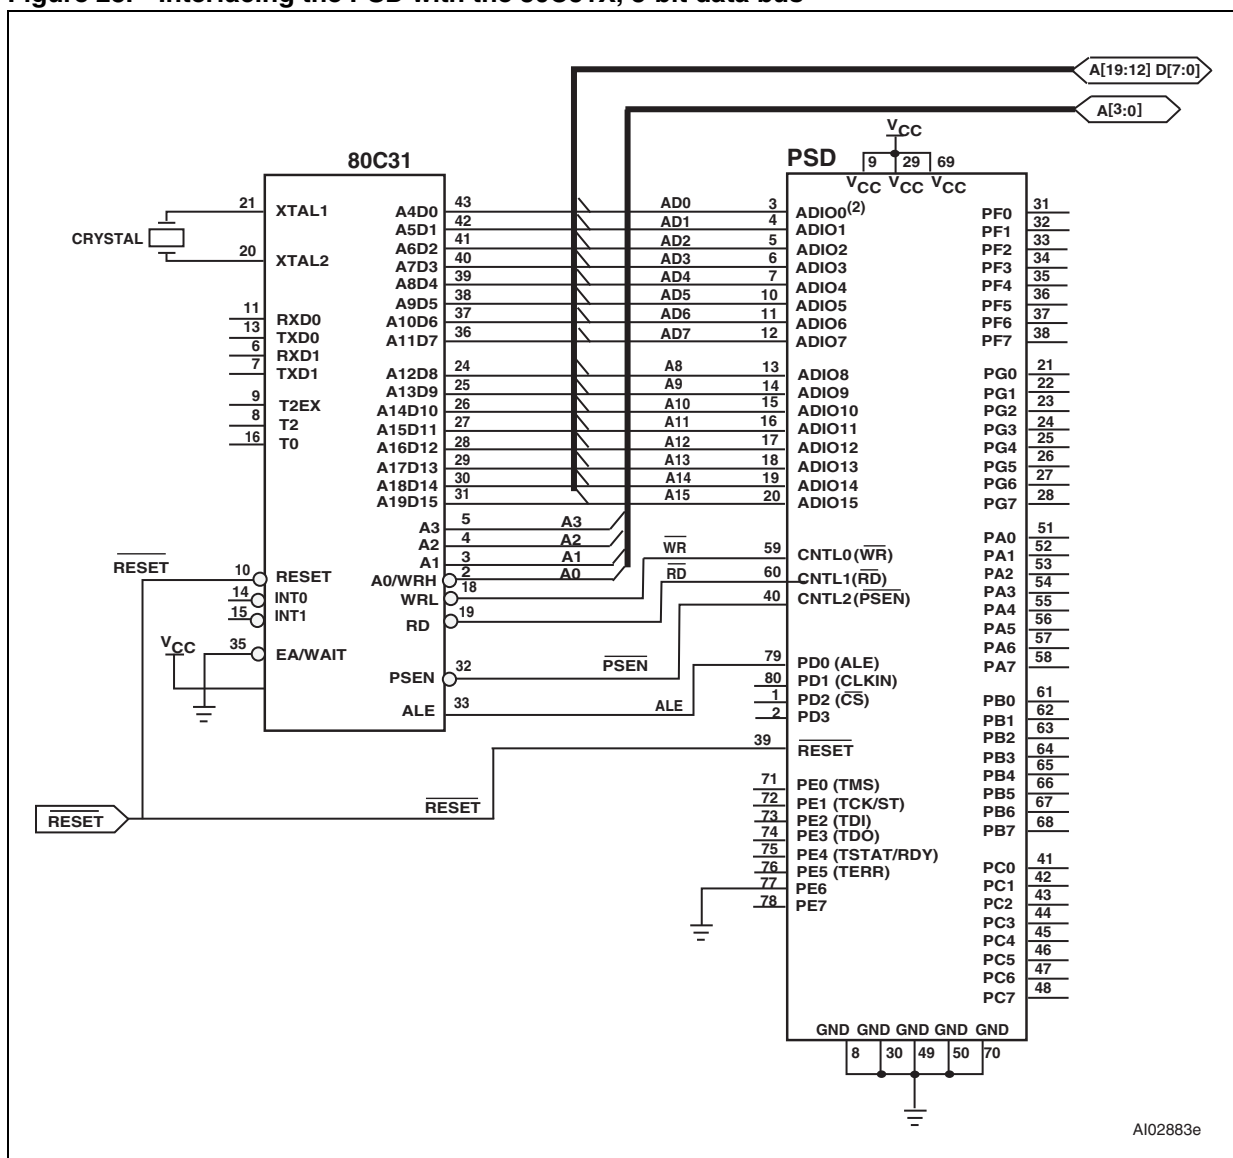 A[19:12] D[7:0]
A[3:0]
VCC
80C31
PSD
9 29 69
VCC VCC VCC
CRYSTAL
21 XTAL1
20 XTAL2
11 RXD0
13 TXD0
6 RXD1
7 TXD1
9 T2EX
8 T2
16 T0
RESET
10 RESET
14 INT0
15 INT1
VCC
35 EA/WAIT
A4D0 43
A5D1 42
A6D2 41
A7D3 40
A8D4 39
A9D5 38
A10D6 37
A11D7 36
A12D8 24
A13D9 25
A14D10 26
A15D11 27
A16D12 28
A17D13 29
A18D14 30
A19D15 31
A3 5 A3
A2 4 A2
A1 3 A1
A0/WRH 2 A0
WRL 18
RD 19
PSEN 32
ALE 33
AD0
AD1
AD2
AD3
AD4
AD5
AD6
AD7
A8
A9
A10
A11
A12
A13
A14
A15
WR
RD
PSEN
ALE
RESET
RESET
3 ADIO0(2)
4 ADIO1
5 ADIO2
6 ADIO3
7 ADIO4
10 ADIO5
11 ADIO6
12 ADIO7
13 ADIO8
14 ADIO9
15 ADIO10
16 ADIO11
17 ADIO12
18 ADIO13
19 ADIO14
20 ADIO15
59 CNTL0(WR)
60 CNTL1(RD)
40 CNTL2(PSEN)
79 PD0 (ALE)
80 PD1 (CLKIN)
1 PD2 (CS)
2 PD3
39 RESET
71 PE0 (TMS)
72 PE1 (TCK/ST)
73 PE2 (TDI)
74 PE3 (TDO)
75 PE4 (TSTAT/RDY)
76 PE5 (TERR)
77 PE6
78 PE7
PF0 31
PF1 32
PF2 33
PF3 34
PF4 35
PF5 36
PF6 37
PF7 38
PG0 21
PG1 22
PG2 23
PG3 24
PG4 25
PG5 26
PG6 27
PG7 28
PA0 51
PA1 52
PA2 53
PA3 54
PA4 55
PA5 56
PA6 57
PA7 58
PB0 61
PB1 62
PB2 63
PB3 64
PB4 65
PB5 66
PB6 67
PB7 68
PC0 41
PC1 42
PC2 43
PC3 44
PC4 45
PC5 46
PC6 47
PC7 48
GND GND GND GND GND
8 30 49 50 70
AI02883e